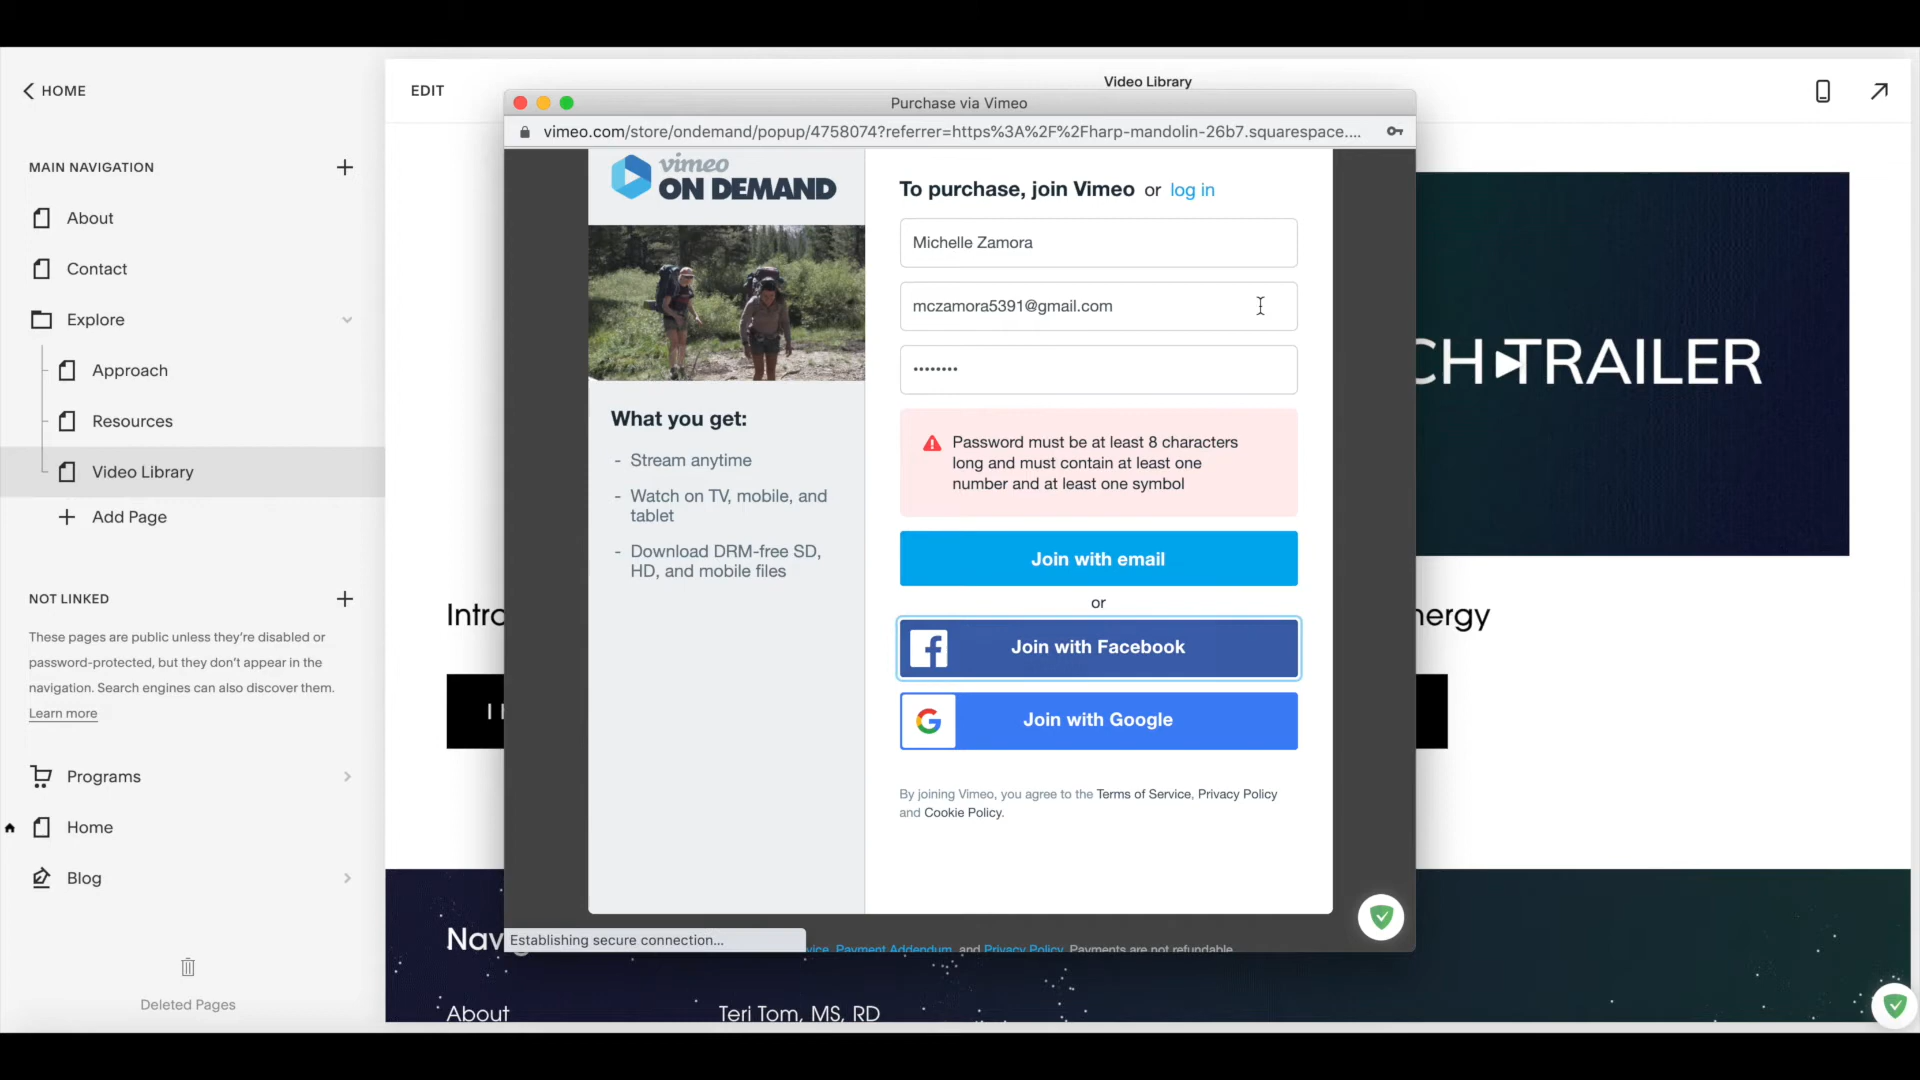 HOME
MAIN NAVIGATION
About
Contact
Explore
Approach
Resources
Video Library
Add Page
NOT LINKED
These pages are public unless they're disabled or
password-protected, but they don't appear in the
navigation. Search engines can also discover them.
Learn more
Programs
Home
Blog
Deleted Pages
EDIT
Video Library
Purchase via Vimeo
vimeo.com/store/ondemand/popup/4758074?referrer=https%3A%2F%2Fharp-mandolin-26b7.squarespace....
vimeo
ON DEMAND
What you get:
- Stream anytime
- Watch on TV, mobile, and
tablet
- Download DRM-free SD,
HD, and mobile files
To purchase, join Vimeo or log in
Michelle Zamora
mczamora5391@gmail.com
••••••••
Password must be at least 8 characters
long and must contain at least one
number and at least one symbol
Join with email
or
Join with Facebook
Join with Google
By joining Vimeo, you agree to the Terms of Service, Privacy Policy
and Cookie Policy.
Establishing secure connection...
Payment Addendum, and Privacy Policy. Payments are not refundable.
CH TRAILER
Intro
nergy
Nav
About
Teri Tom, MS, RD